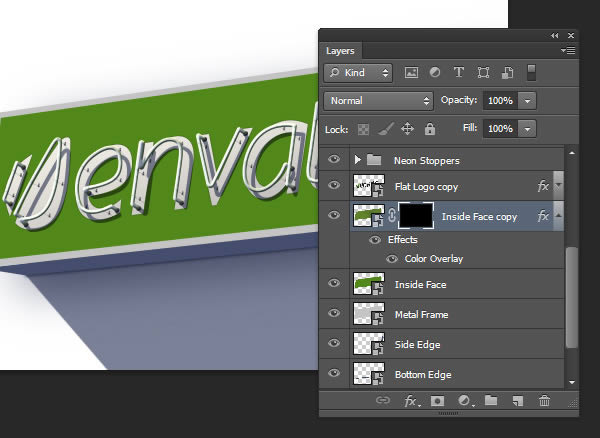 Layers
Kind
Normal
Opacity: 100%
Lock:
Fill: 100%
Neon Stoppers
Flat Logo copy
fx
Inside Face copy
fx
Effects
Color Overlay
Inside Face
Metal Frame
Side Edge
Bottom Edge
fx
enva